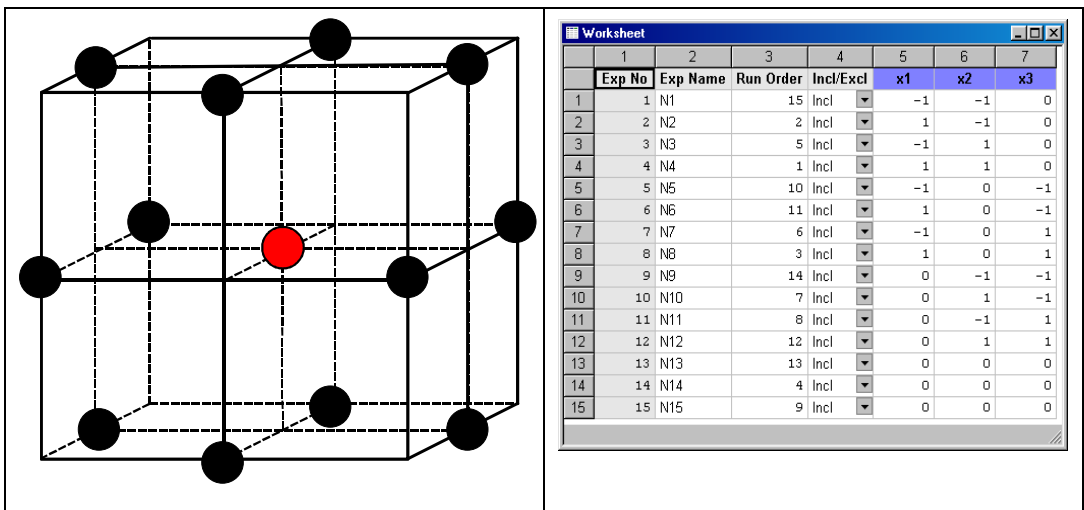 Worksheet
1 2 3 4 5 6 7
Exp No Exp Name Run Order Incl/Excl x1 x2 x3
1 1 N1 15 Incl -1 -1 0
2 2 N2 2 Incl 1 -1 0
3 3 N3 5 Incl -1 1 0
4 4 N4 1 Incl 1 1 0
5 5 N5 10 Incl -1 0 -1
6 6 N6 11 Incl 1 0 -1
7 7 N7 6 Incl -1 0 1
8 8 N8 3 Incl 1 0 1
9 9 N9 14 Incl 0 -1 -1
10 10 N10 7 Incl 0 1 -1
11 11 N11 8 Incl 0 -1 1
12 12 N12 12 Incl 0 1 1
13 13 N13 13 Incl 0 0 0
14 14 N14 4 Incl 0 0 0
15 15 N15 9 Incl 0 0 0